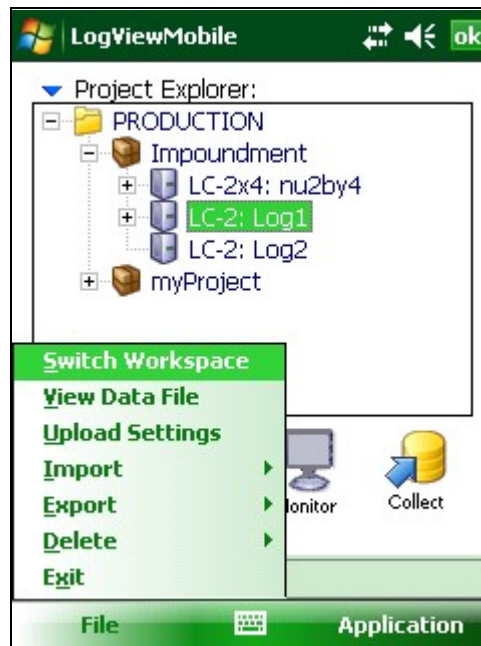 LogViewMobile ok
Project Explorer:
PRODUCTION
Impoundment
LC-2x4: nu2by4
LC-2: Log1
LC-2: Log2
myProject
Switch Workspace
View Data File
Upload Settings
Import
Export
Delete
Exit
onitor
Collect
File
Application